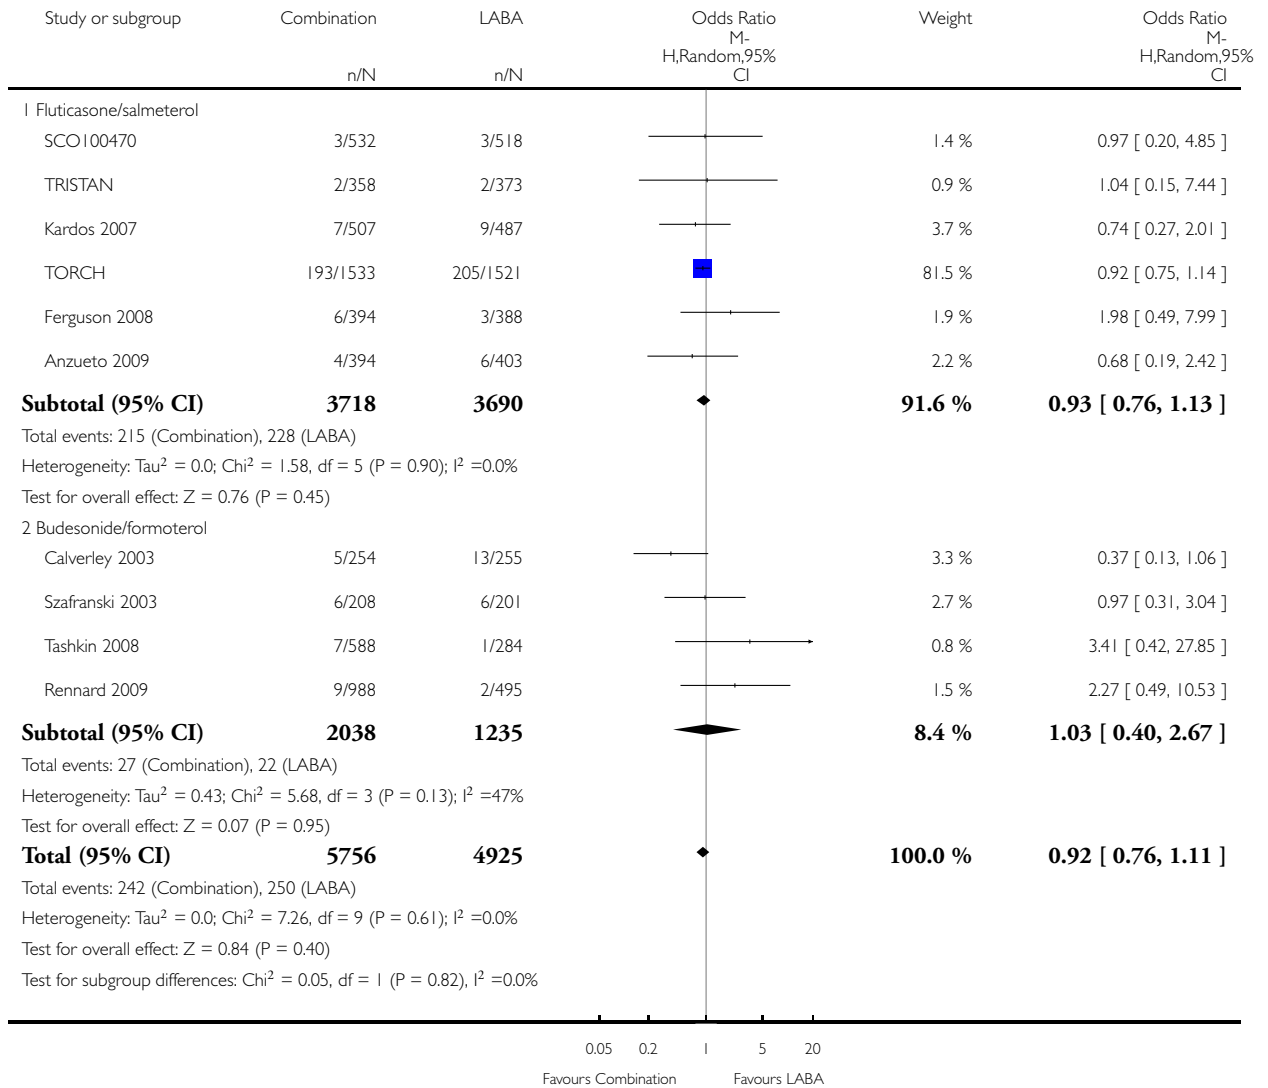 Study or subgroup Combination LABA Odds Ratio Weight Odds Ratio
M- M-
H,Random,95% H,Random,95%
n/N n/N CI CI
1 Fluticasone/salmeterol
SCO100470 3/532 3/518 1.4 % 0.97 [ 0.20, 4.85 ]
TRISTAN 2/358 2/373 0.9 % 1.04 [ 0.15, 7.44 ]
Kardos 2007 7/507 9/487 3.7 % 0.74 [ 0.27, 2.01 ]
TORCH 193/1533 205/1521 81.5 % 0.92 [ 0.75, 1.14 ]
Ferguson 2008 6/394 3/388 1.9 % 1.98 [ 0.49, 7.99 ]
Anzueto 2009 4/394 6/403 2.2 % 0.68 [ 0.19, 2.42 ]
Subtotal (95% CI) 3718 3690 91.6 % 0.93 [ 0.76, 1.13 ]
Total events: 215 (Combination), 228 (LABA)
Heterogeneity: Tau² = 0.0; Chi² = 1.58, df = 5 (P = 0.90); I² =0.0%
Test for overall effect: Z = 0.76 (P = 0.45)
2 Budesonide/formoterol
Calverley 2003 5/254 13/255 3.3 % 0.37 [ 0.13, 1.06 ]
Szafranski 2003 6/208 6/201 2.7 % 0.97 [ 0.31, 3.04 ]
Tashkin 2008 7/588 1/284 0.8 % 3.41 [ 0.42, 27.85 ]
Rennard 2009 9/988 2/495 1.5 % 2.27 [ 0.49, 10.53 ]
Subtotal (95% CI) 2038 1235 8.4 % 1.03 [ 0.40, 2.67 ]
Total events: 27 (Combination), 22 (LABA)
Heterogeneity: Tau² = 0.43; Chi² = 5.68, df = 3 (P = 0.13); I² =47%
Test for overall effect: Z = 0.07 (P = 0.95)
Total (95% CI) 5756 4925 100.0 % 0.92 [ 0.76, 1.11 ]
Total events: 242 (Combination), 250 (LABA)
Heterogeneity: Tau² = 0.0; Chi² = 7.26, df = 9 (P = 0.61); I² =0.0%
Test for overall effect: Z = 0.84 (P = 0.40)
Test for subgroup differences: Chi² = 0.05, df = 1 (P = 0.82), I² =0.0%
0.05 0.2 1 5 20
Favours Combination Favours LABA